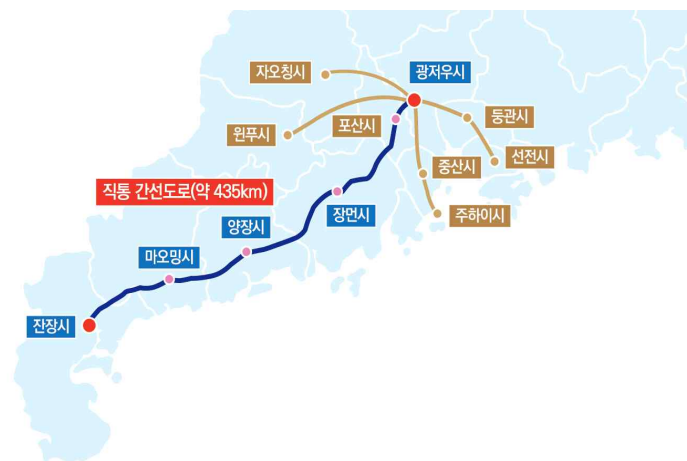 자오칭시
광저우시
둥관시
포산시
윈푸시
선전시
중산시
직통 간선도로(약 435km)
주하이시
장먼시
양장시
마오밍시
잔장시